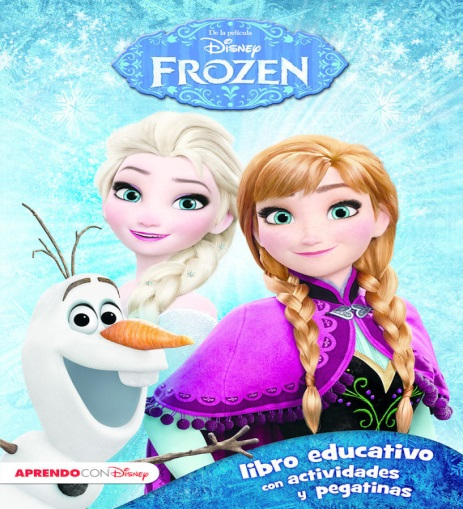 De la película
Disney
FROZEN
APRENDO CON Disney
libro educativo
con actividades
y pegatinas